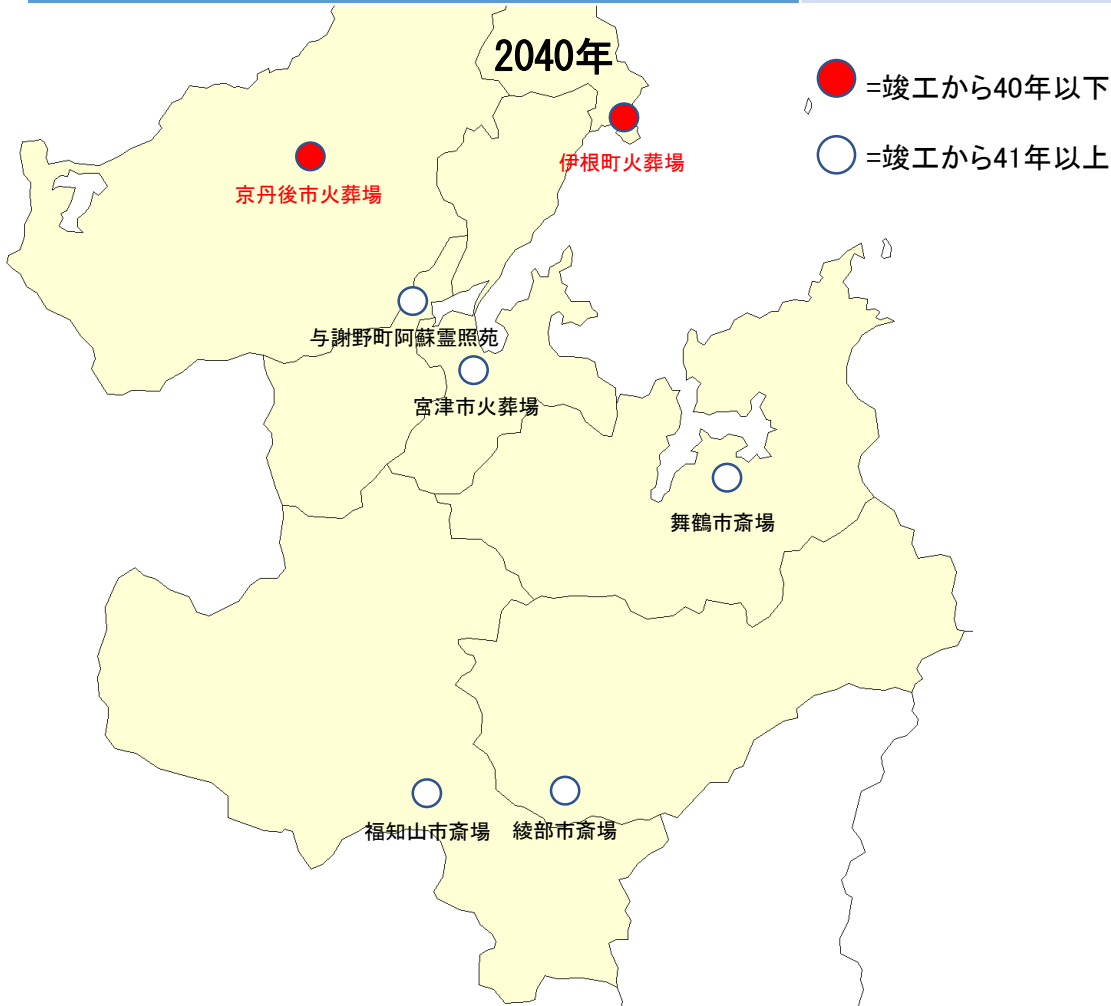 2040年
=竣工から40年以下
=竣工から41年以上
伊根町火葬場
京丹後市火葬場
与謝野町阿蘇霊照苑
宮津市火葬場
舞鶴市斎場
福知山市斎場
綾部市斎場